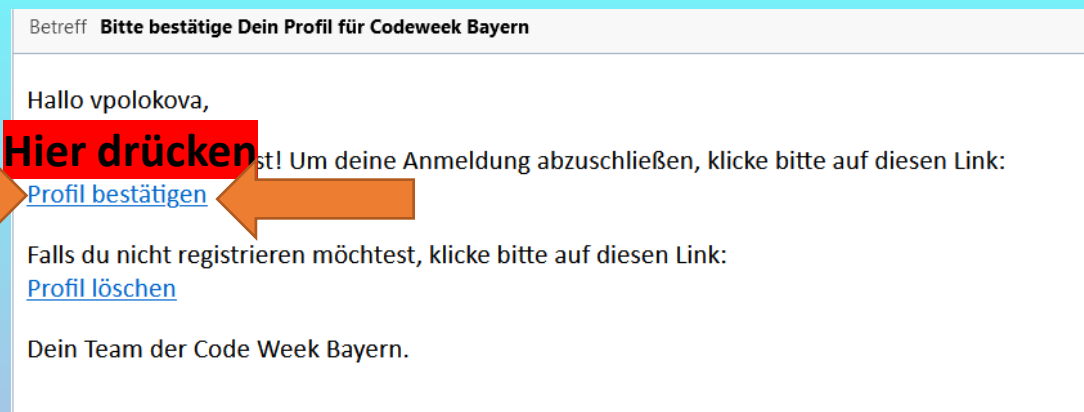 Betreff Bitte bestätige Dein Profil für Codeweek Bayern
Hallo vpolokova,
Hier drücken
st! Um deine Anmeldung abzuschließen, klicke bitte auf diesen Link:
Profil bestätigen
Falls du nicht registrieren möchtest, klicke bitte auf diesen Link:
Profil löschen
Dein Team der Code Week Bayern.